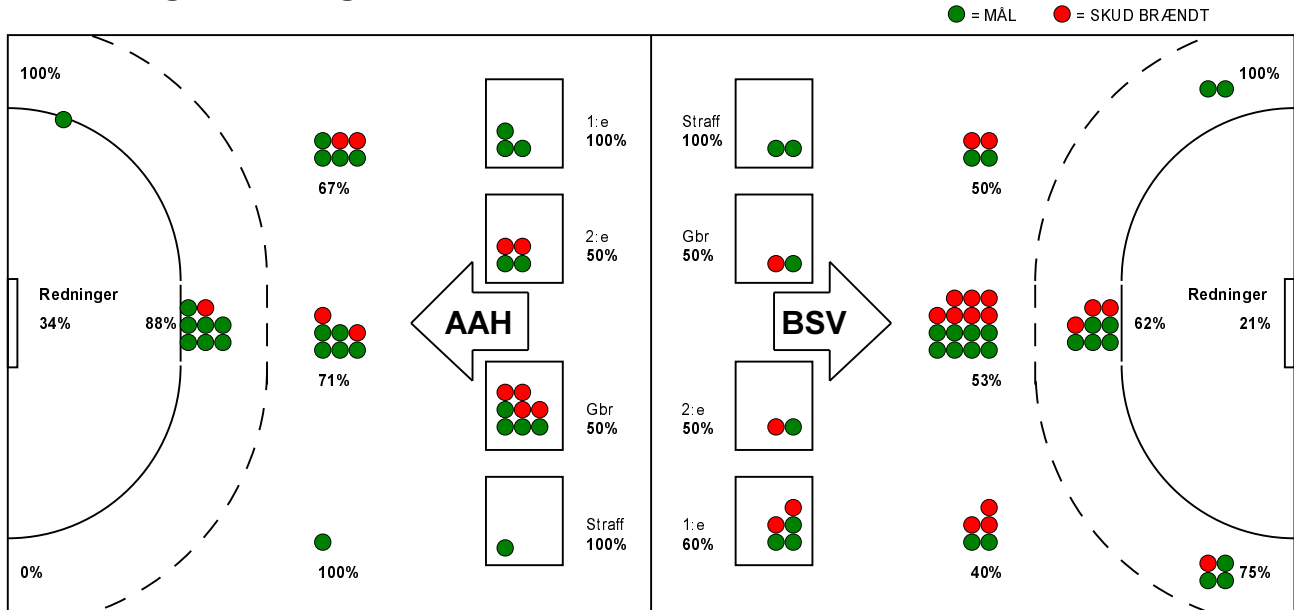 = MÅL
= SKUD BRÆNDT
100%
1:e
100%
Straff
100%
100%
67%
50%
2:e
50%
Gbr
50%
Redninger
34%
88%
AAH
BSV
62%
Redninger
21%
71%
53%
Gbr
50%
2:e
50%
Straff
100%
1:e
60%
0%
100%
40%
75%